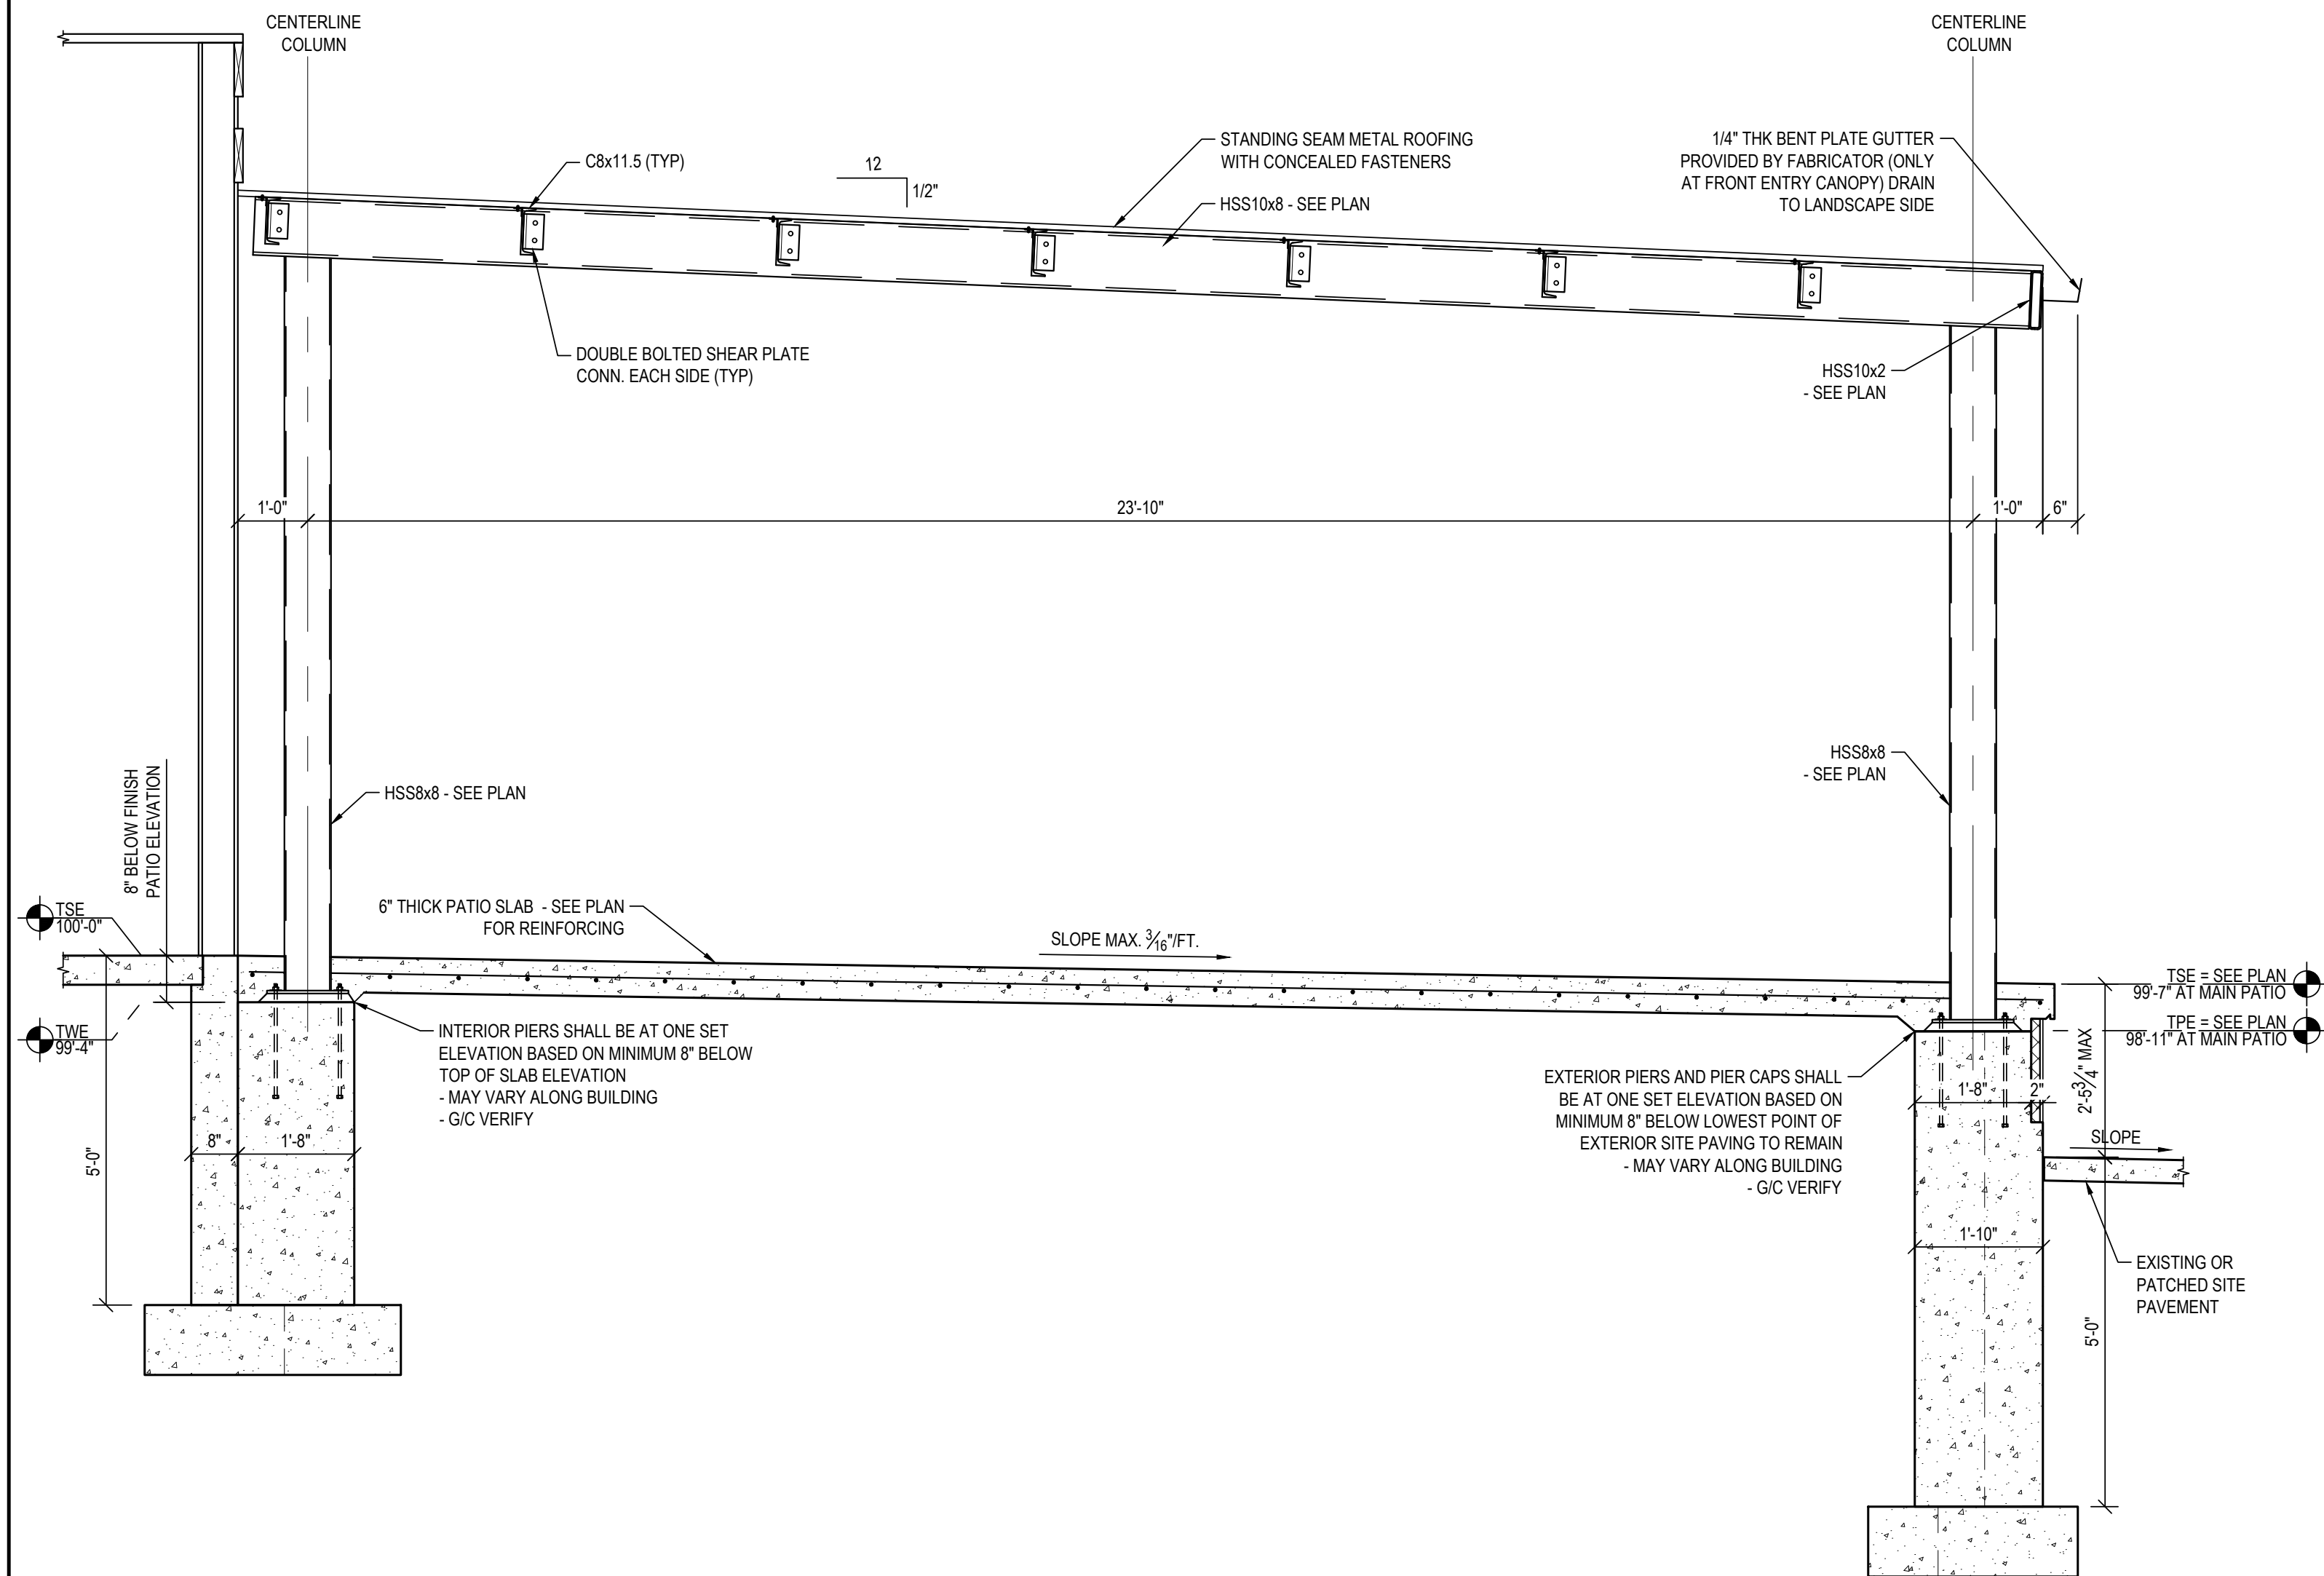 CENTERLINE
COLUMN
CENTERLINE
COLUMN
C8x11.5 (TYP)
12
1/2"
STANDING SEAM METAL ROOFING
WITH CONCEALED FASTENERS
HSS10x8 - SEE PLAN
1/4" THK BENT PLATE GUTTER
PROVIDED BY FABRICATOR (ONLY
AT FRONT ENTRY CANOPY) DRAIN
TO LANDSCAPE SIDE
DOUBLE BOLTED SHEAR PLATE
CONN. EACH SIDE (TYP)
HSS10x2
- SEE PLAN
1'-0"
23'-10"
1'-0"
6"
8" BELOW FINISH
PATIO ELEVATION
HSS8x8 - SEE PLAN
HSS8x8
- SEE PLAN
TSE
100'-0"
6" THICK PATIO SLAB - SEE PLAN
FOR REINFORCING
SLOPE MAX. 3/16"/FT.
TSE = SEE PLAN
99'-7" AT MAIN PATIO
TWE
99'-4"
TPE = SEE PLAN
98'-11" AT MAIN PATIO
INTERIOR PIERS SHALL BE AT ONE SET
ELEVATION BASED ON MINIMUM 8" BELOW
TOP OF SLAB ELEVATION
- MAY VARY ALONG BUILDING
- G/C VERIFY
EXTERIOR PIERS AND PIER CAPS SHALL
BE AT ONE SET ELEVATION BASED ON
MINIMUM 8" BELOW LOWEST POINT OF
EXTERIOR SITE PAVING TO REMAIN
- MAY VARY ALONG BUILDING
- G/C VERIFY
1'-8"
2"
2'-5 3/4" MAX
SLOPE
5'-0"
8"
1'-8"
1'-10"
EXISTING OR
PATCHED SITE
PAVEMENT
5'-0"